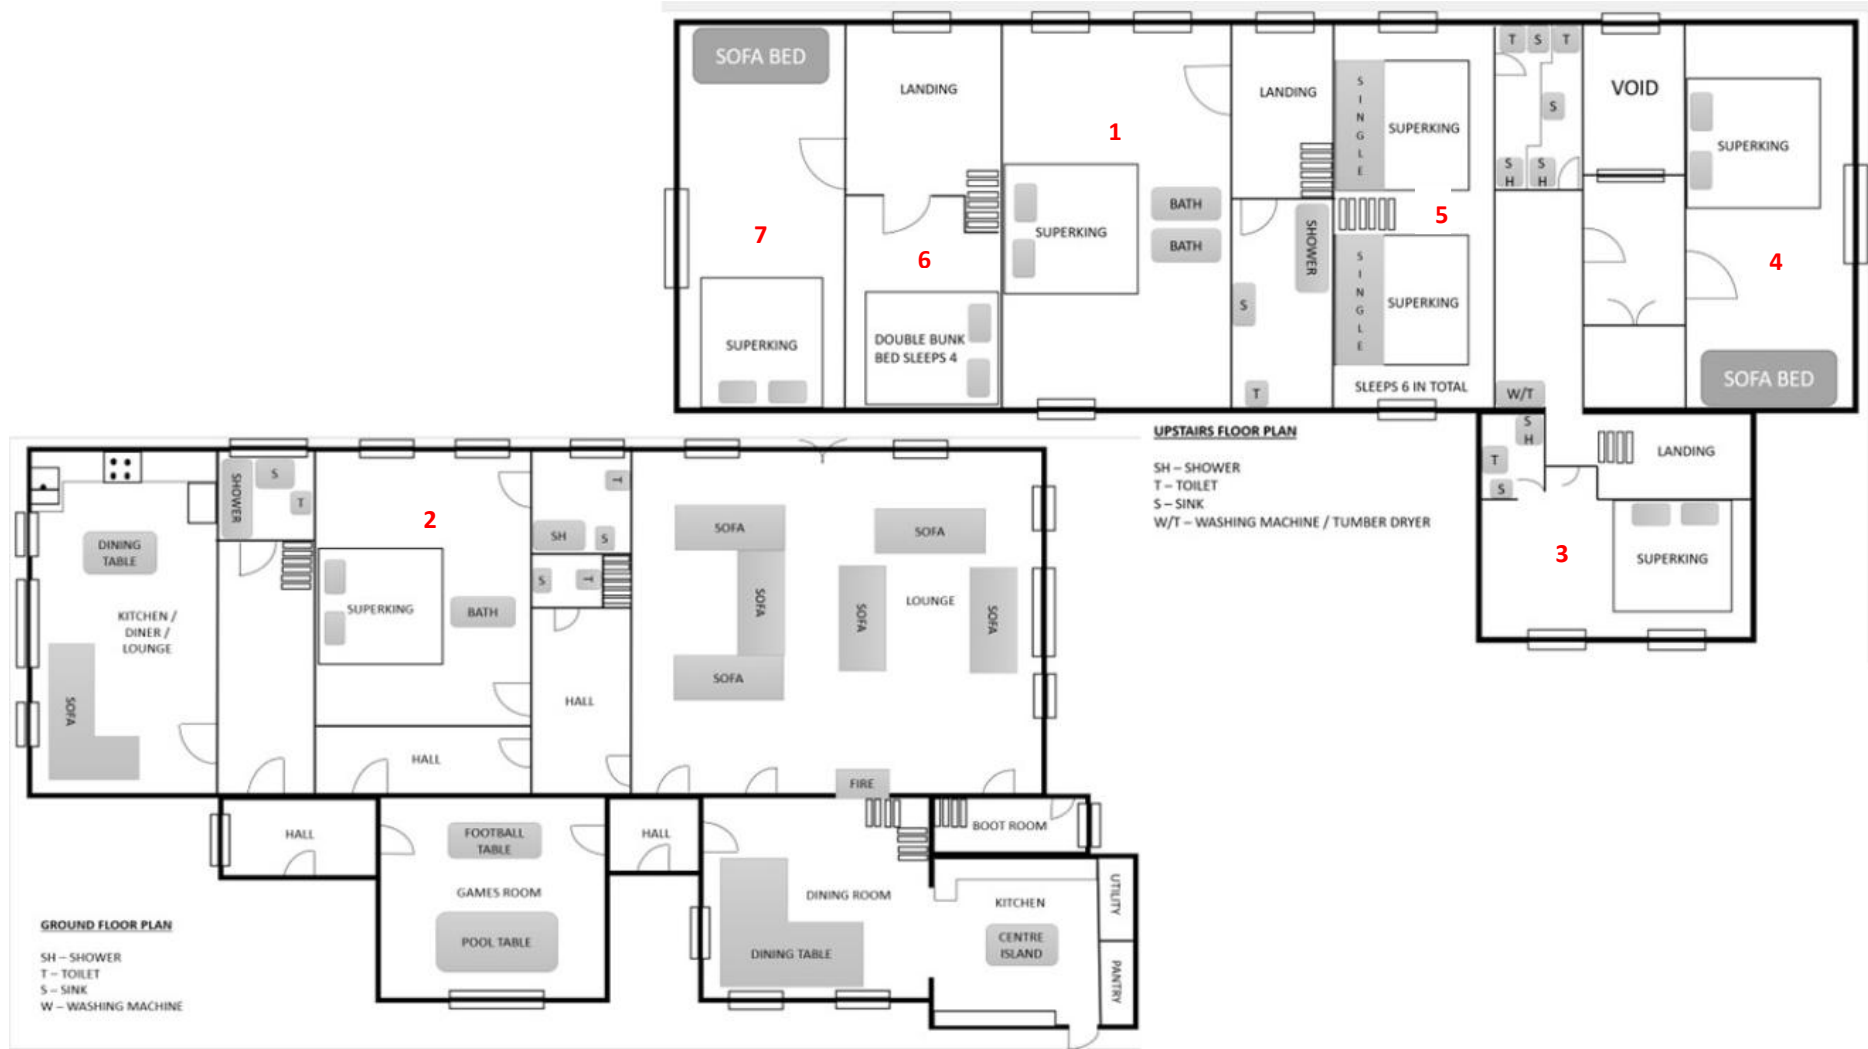 SOFA BED
LANDING
1
7
6
SUPERKING
BATH
BATH
SUPERKING
DOUBLE BUNK
BED SLEEPS 4
LANDING
SHOWER
S
T
SINGLE
SUPERKING
5
SINGLE
SUPERKING
SLEEPS 6 IN TOTAL
T
S
T
S
S
H
S
H
W/T
VOID
SUPERKING
4
SOFA BED
S
H
T
S
LANDING
3
SUPERKING
UPSTAIRS FLOOR PLAN
SH – SHOWER
T – TOILET
S – SINK
W/T – WASHING MACHINE / TUMBER DRYER
SHOWER
S
T
DINING
TABLE
KITCHEN /
DINER /
LOUNGE
SOFA
2
SUPERKING
BATH
HALL
T
SH
S
S
T
HALL
SOFA
SOFA
SOFA
SOFA
SOFA
LOUNGE
SOFA
FIRE
HALL
FOOTBALL
TABLE
GAMES ROOM
POOL TABLE
HALL
DINING ROOM
DINING TABLE
BOOT ROOM
KITCHEN
CENTRE
ISLAND
UTILITY
PANTRY
GROUND FLOOR PLAN
SH – SHOWER
T – TOILET
S – SINK
W – WASHING MACHINE